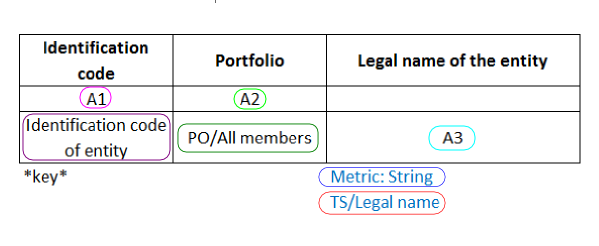 Identification
code
Portfolio
Legal name of the entity
A1
A2
Identification code
of entity
PO/All members
A3
*key*
Metric: String
TS/Legal name